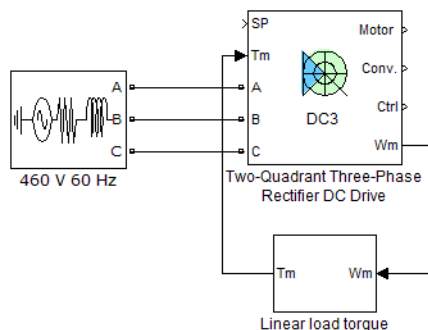 SP
Motor
Tm
A
A
Conv.
B
B
DC3
Ctrl
C
C
Wm
460 V 60 Hz
Two-Quadrant Three-Phase
Rectifier DC Drive
Tm
Wm
Linear load torque